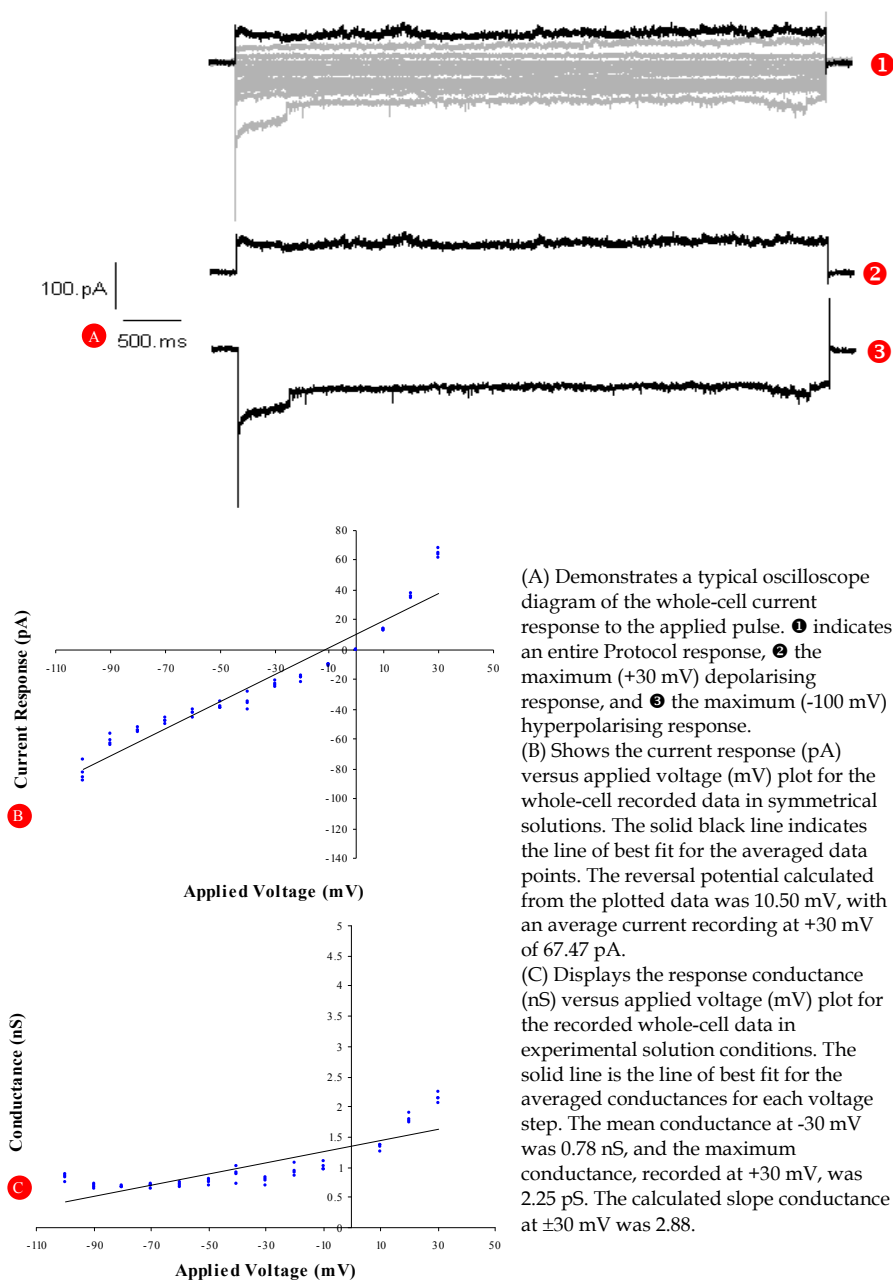 ❶
❷
100.pA
A
500.ms
❸
80
60
40
20
0
-20
-40
-60
-80
-100
-120
-140
-110 -90 -70 -50 -30 -10 10 30 50
Current Response (pA)
B
Applied Voltage (mV)
5
4.5
4
3.5
3
2.5
2
1.5
1
0.5
0
-110 -90 -70 -50 -30 -10 10 30 50
Conductance (nS)
C
Applied Voltage (mV)
(A) Demonstrates a typical oscilloscope
diagram of the whole-cell current
response to the applied pulse. ❶ indicates
an entire Protocol response, ❷ the
maximum (+30 mV) depolarising
response, and ❸ the maximum (-100 mV)
hyperpolarising response.
(B) Shows the current response (pA)
versus applied voltage (mV) plot for the
whole-cell recorded data in symmetrical
solutions. The solid black line indicates
the line of best fit for the averaged data
points. The reversal potential calculated
from the plotted data was 10.50 mV, with
an average current recording at +30 mV
of 67.47 pA.
(C) Displays the response conductance
(nS) versus applied voltage (mV) plot for
the recorded whole-cell data in
experimental solution conditions. The
solid line is the line of best fit for the
averaged conductances for each voltage
step. The mean conductance at -30 mV
was 0.78 nS, and the maximum
conductance, recorded at +30 mV, was
2.25 pS. The calculated slope conductance
at ±30 mV was 2.88.